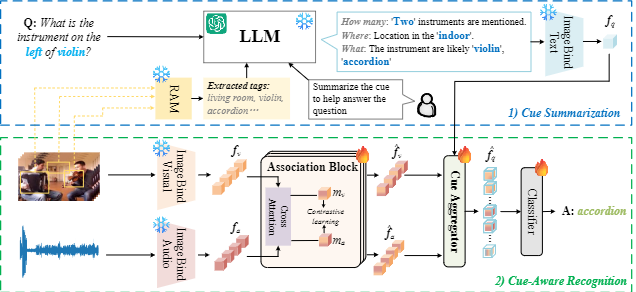 Q: What is the
instrument on the
left of violin?
LLM
How many: 'Two' instruments are mentioned.
Where: Location in the 'indoor'.
What: The instrument are likely 'violin',
'accordion'
ImageBind
Text
f_q
RAM
Extracted tags:
living room, violin,
accordion⋯
Summarize the cue
to help answer the
question
1) Cue Summarization
ImageBind
Visual
f_v
Association Block
Cross
Attention
m_v
Contrastive
learning
m_a
f̂_v
Cue Aggregator
f̂_q
Classifier
A: accordion
ImageBind
Audio
f_a
f̂_a
2) Cue-Aware Recognition